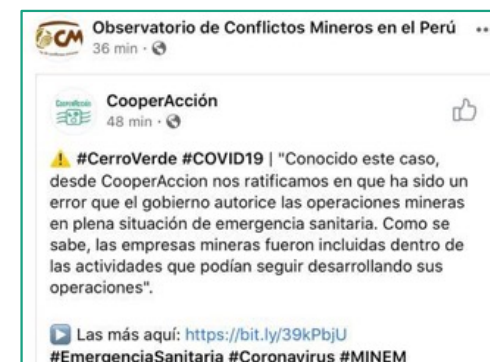 Observatorio de Conflictos Mineros en el Perú
36 min ·
CooperAcción
48 min ·
⚠️ #CerroVerde #COVID19 | "Conocido este caso,
desde CooperAccion nos ratificamos en que ha sido un
error que el gobierno autorice las operaciones mineras
en plena situación de emergencia sanitaria. Como se
sabe, las empresas mineras fueron incluidas dentro de
las actividades que podían seguir desarrollando sus
operaciones".
▶️ Las más aquí: https://bit.ly/39kPbjU
#EmergenciaSanitaria #Coronavirus #MINEM